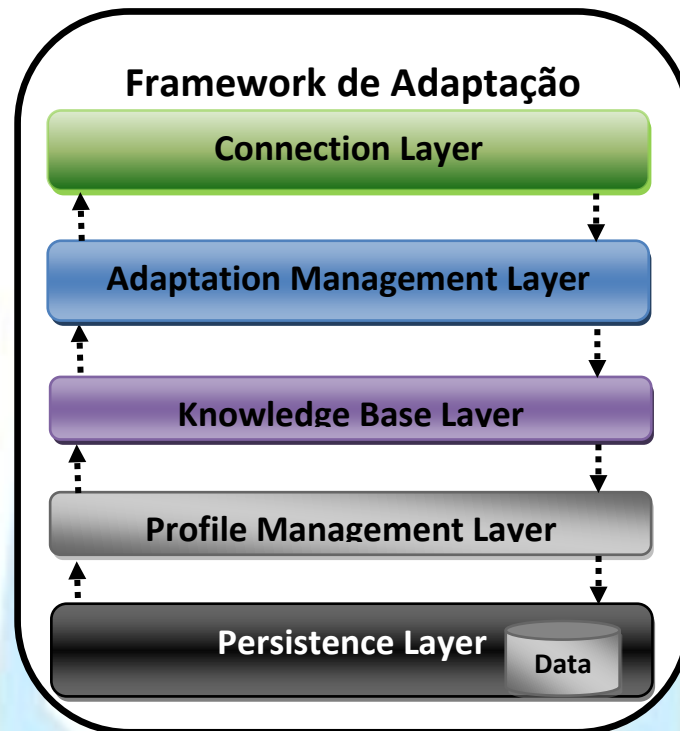 Framework de Adaptação
Connection Layer
Adaptation Management Layer
Knowledge Base Layer
Profile Management Layer
Persistence Layer
Data